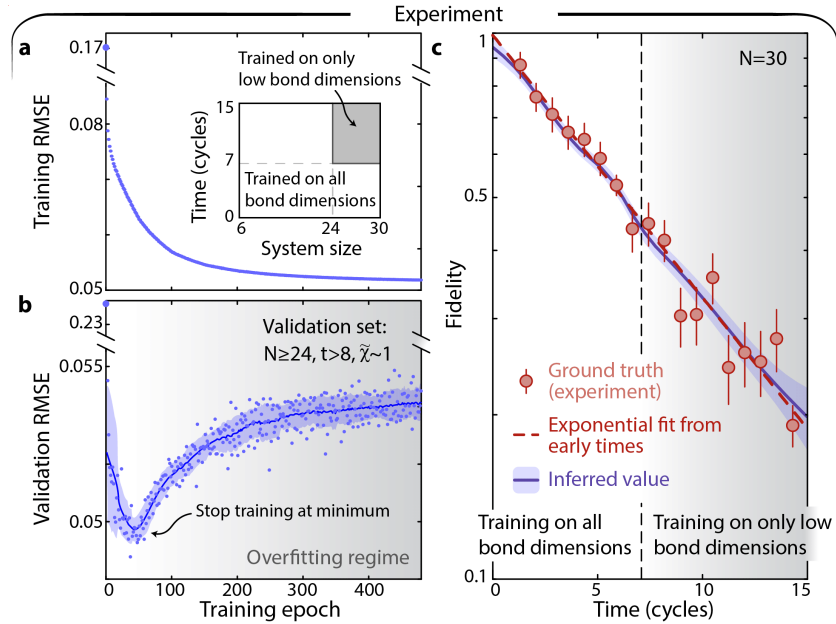 Experiment
a
0.17
0.08
0.05
Training RMSE
Trained on only
low bond dimensions
15
7
0
Time (cycles)
Trained on all
bond dimensions
6
24
30
System size
b
0.23
0.055
0.05
Validation RMSE
Validation set:
N≥24, t>8, χ̃~1
Stop training at minimum
Overfitting regime
0
100
200
300
400
Training epoch
c
1
0.5
0.1
Fidelity
N=30
Ground truth
(experiment)
Exponential fit from
early times
Inferred value
Training on all
bond dimensions
Training on only low
bond dimensions
0
5
10
15
Time (cycles)